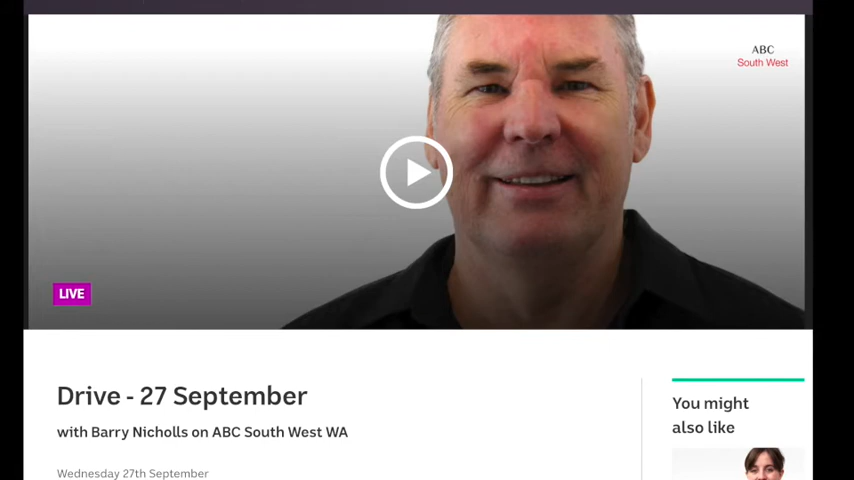 ABC
South West
LIVE
Drive - 27 September
with Barry Nicholls on ABC South West WA
Wednesday 27th September
You might
also like